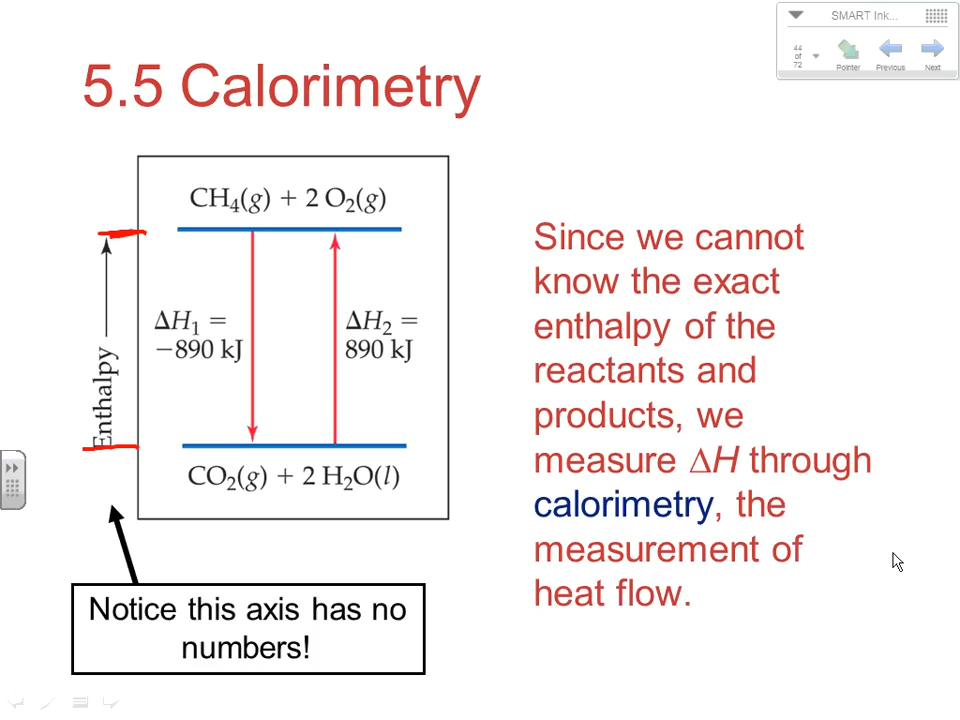 SMART Ink...
44
of
72
Pointer
Previous
Next
5.5 Calorimetry
CH₄(g) + 2 O₂(g)
ΔH₁ =
−890 kJ
ΔH₂ =
890 kJ
Enthalpy
CO₂(g) + 2 H₂O(l)
Notice this axis has no
numbers!
Since we cannot
know the exact
enthalpy of the
reactants and
products, we
measure ΔH through
calorimetry, the
measurement of
heat flow.